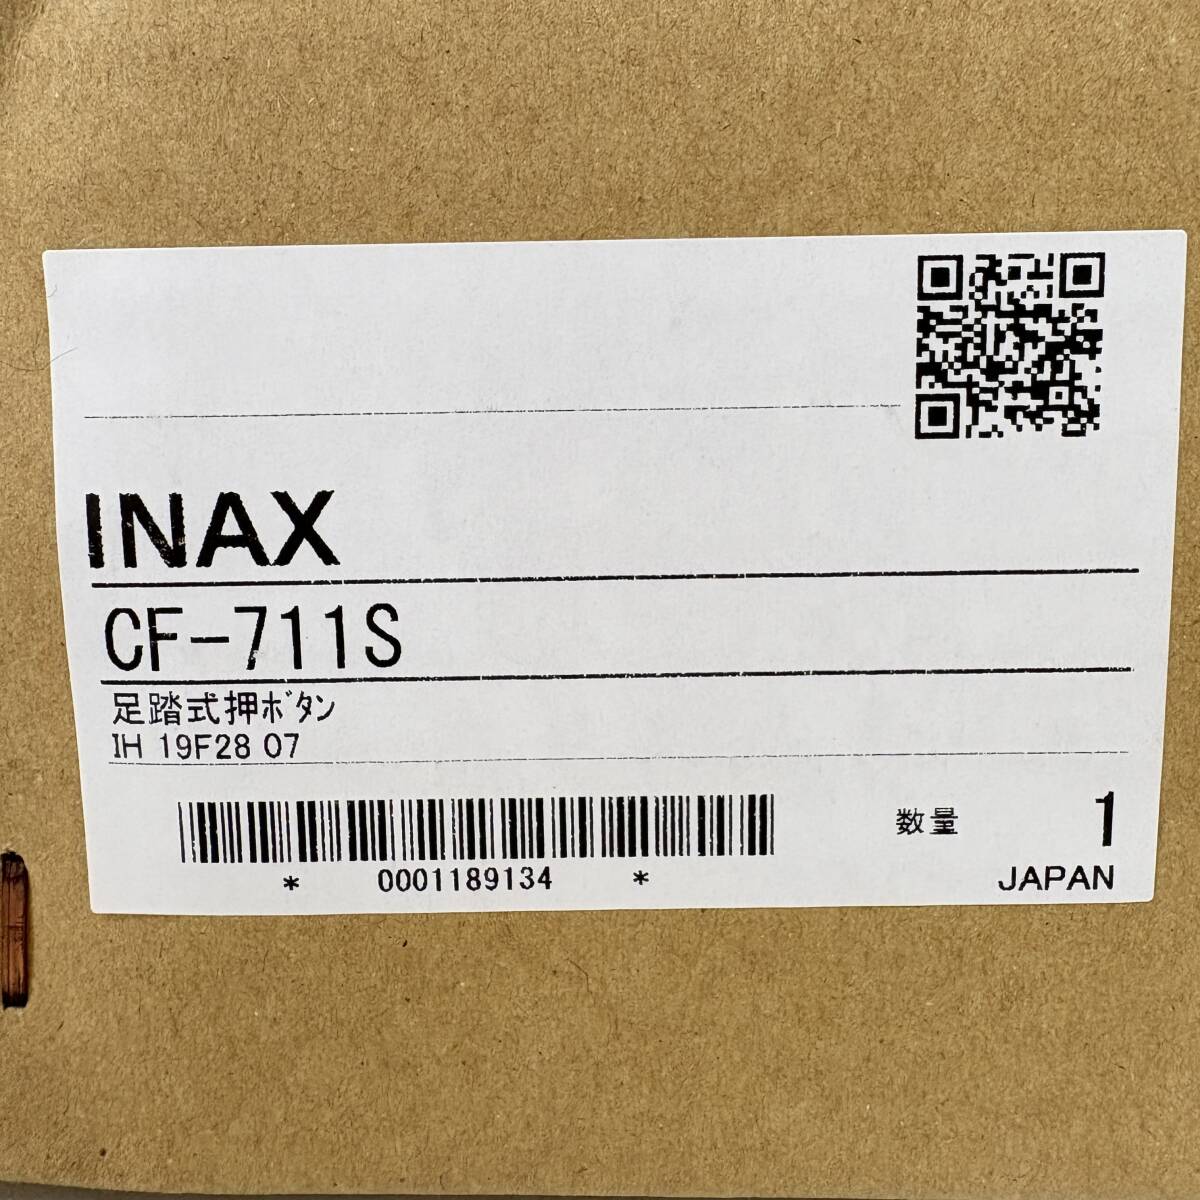 INAX
CF-711S
足踏式押ボタン
IH 19F28 07
数量 1
* 0001189134 *
JAPAN